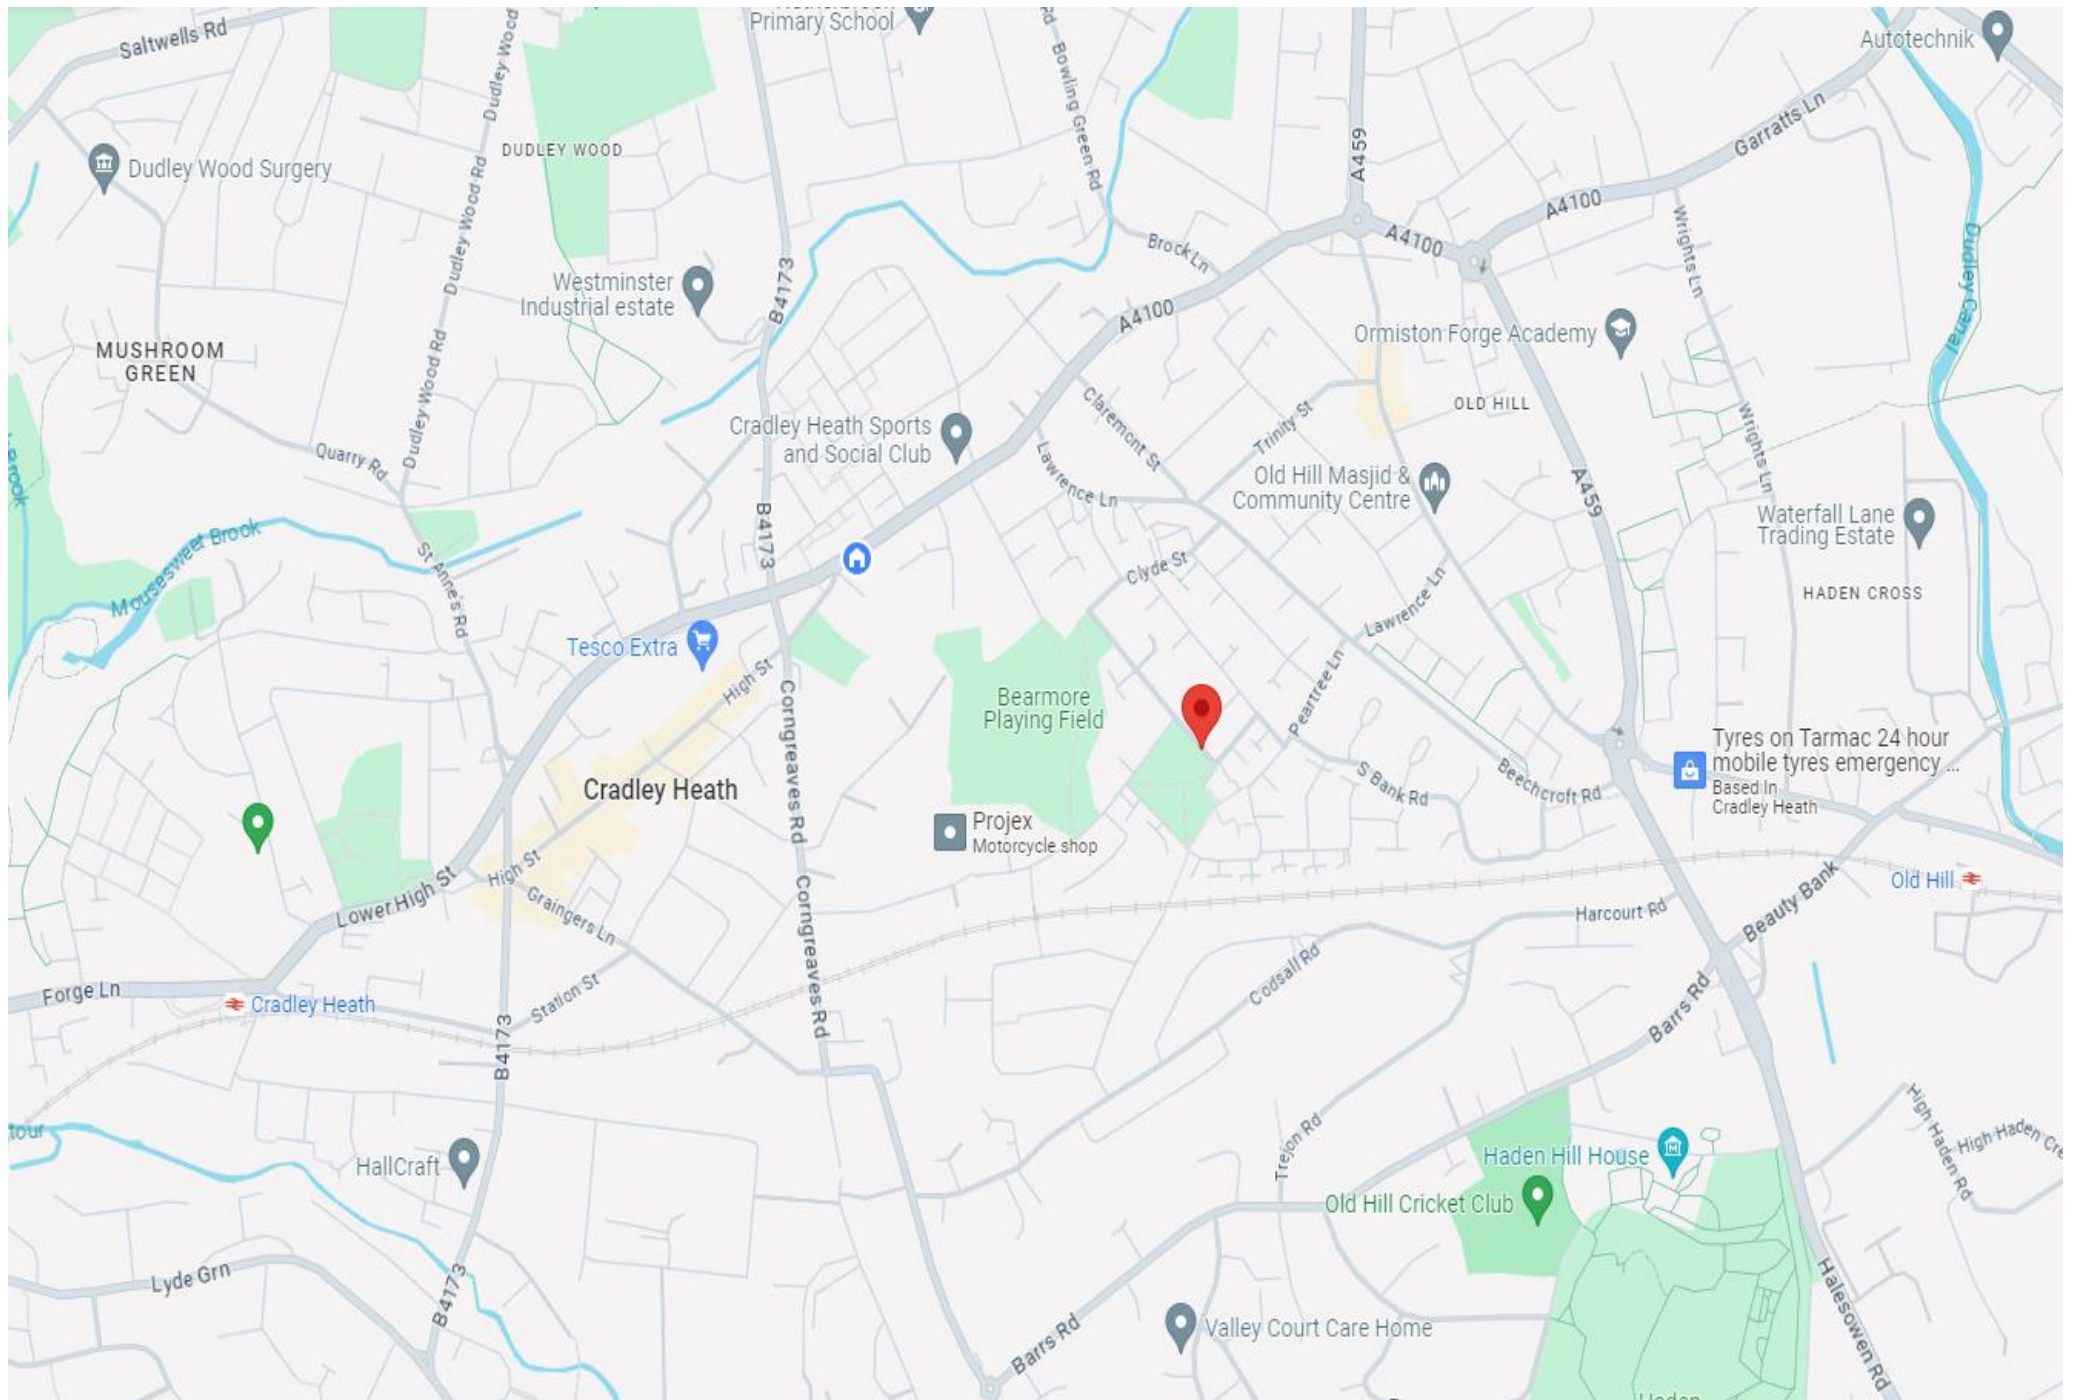 Saltwells Rd
Dudley Wood
Primary School
Rd
Bowling Green Rd
A459
Autotechnik
Garratts Ln
Dudley Wood Surgery
Dudley Wood Rd
DUDLEY WOOD
A4100
A4100
Wrights Ln
Dudley Canal
Brock Ln
Dudley Wood Rd
Westminster
Industrial estate
B4173
A4100
Ormiston Forge Academy
MUSHROOM
GREEN
OLD HILL
Dudley Wood Rd
Quarry Rd
Cradley Heath Sports
and Social Club
Claremont St
Trinity St
Wrights Ln
Lawrence Ln
Old Hill Masjid &
Community Centre
A459
Brook
B4173
Waterfall Lane
Trading Estate
Mousesweet Brook
St Anne's Rd
Clyde St
Lawrence Ln
HADEN CROSS
Tesco Extra
High St
Corngreaves Rd
Bearmore
Playing Field
Peartree Ln
S Bank Rd
Beechcroft Rd
Tyres on Tarmac 24 hour
mobile tyres emergency ...
Based in
Cradley Heath
Cradley Heath
Projex
Motorcycle shop
High St
Lower High St
Graingers Ln
Corngreaves Rd
Old Hill
Beauty Bank
Harcourt Rd
Forge Ln
Cradley Heath
Station St
Codsall Rd
Barrs Rd
B4173
tour
HallCraft
Trejon Rd
Haden Hill House
High Haden Rd
High Haden Cre
Old Hill Cricket Club
Lyde Grn
B4173
Barrs Rd
Valley Court Care Home
Halesowen Rd
Haden